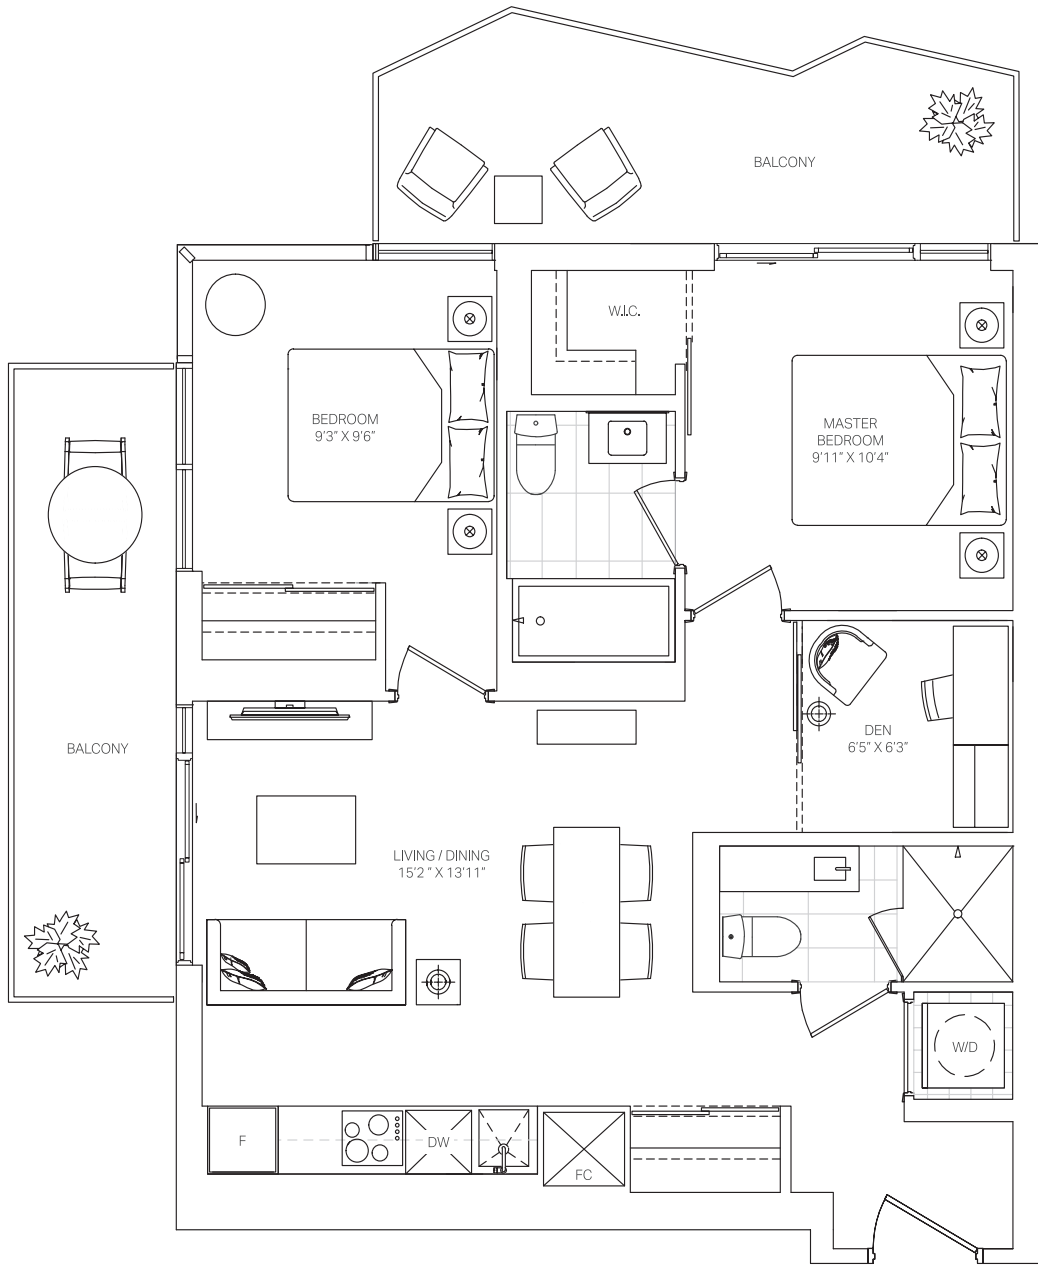 BALCONY
W.I.C.
BEDROOM
9'3" X 9'6"
MASTER
BEDROOM
9'11" X 10'4"
BALCONY
DEN
6'5" X 6'3"
LIVING / DINING
15'2 " X 13'11"
W/D
F
DW
FC